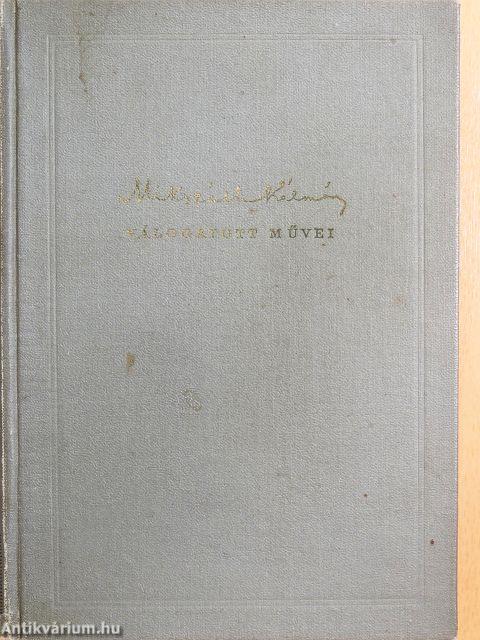 Mikszáth Kálmán
VÁLOGATOTT MŰVEI
Antikvárium.hu